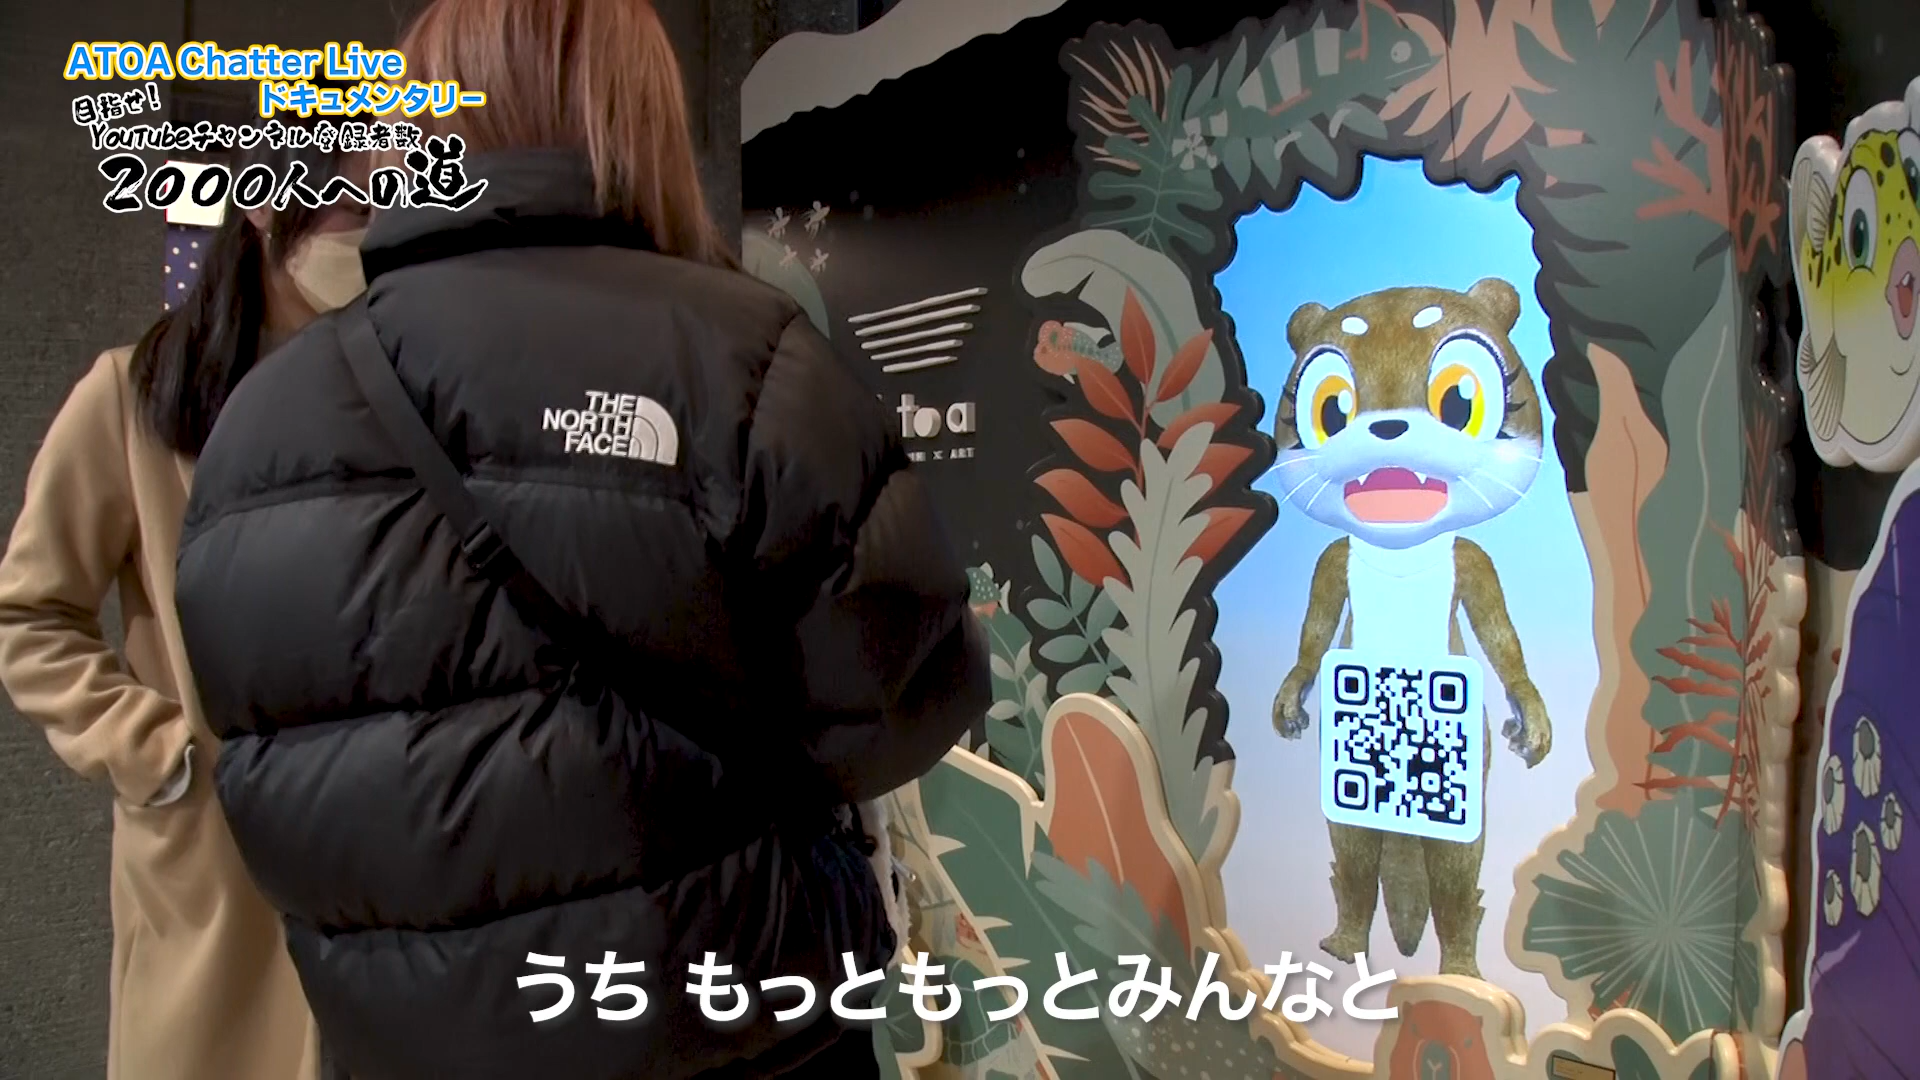 ATOA Chatter Live
ドキュメンタリー
目指せ!
YouTubeチャンネル登録者数
2000人への道
THE
NORTH
FACE
toa
× ART
うち もっともっとみんなと